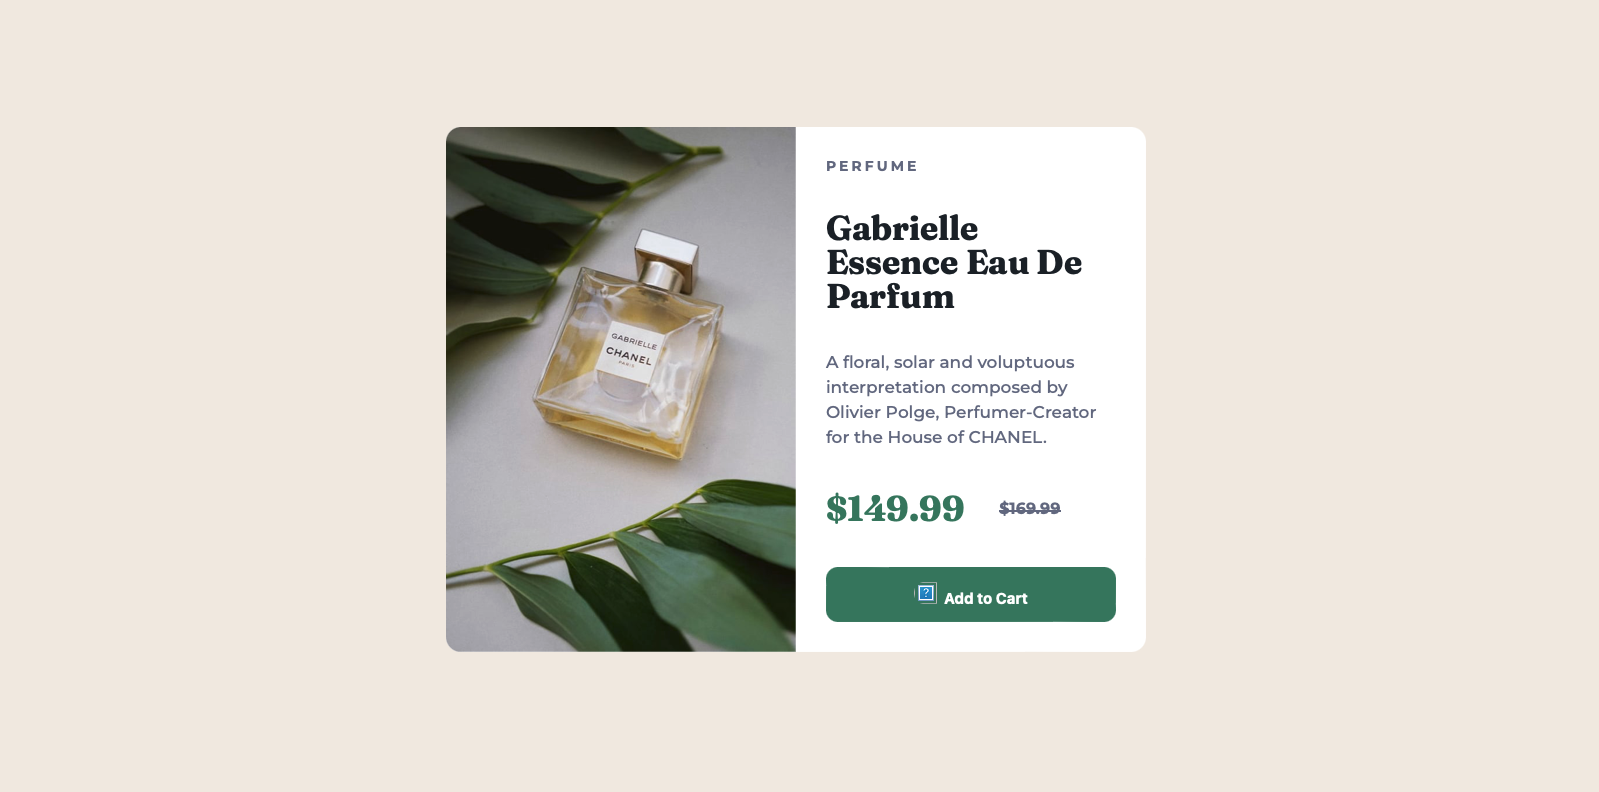 PERFUME
Gabrielle
Essence Eau De
Parfum
A floral, solar and voluptuous
interpretation composed by
Olivier Polge, Perfumer-Creator
for the House of CHANEL.
$149.99 $169.99
? Add to Cart
GABRIELLE
CHANEL
PARIS